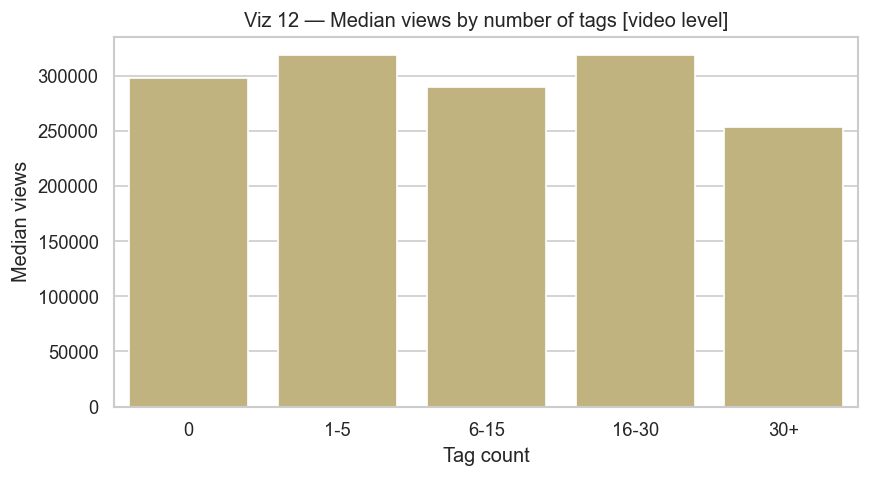 Viz 12 — Median views by number of tags [video level]
Median views
300000
250000
200000
150000
100000
50000
0
0 1-5 6-15 16-30 30+
Tag count